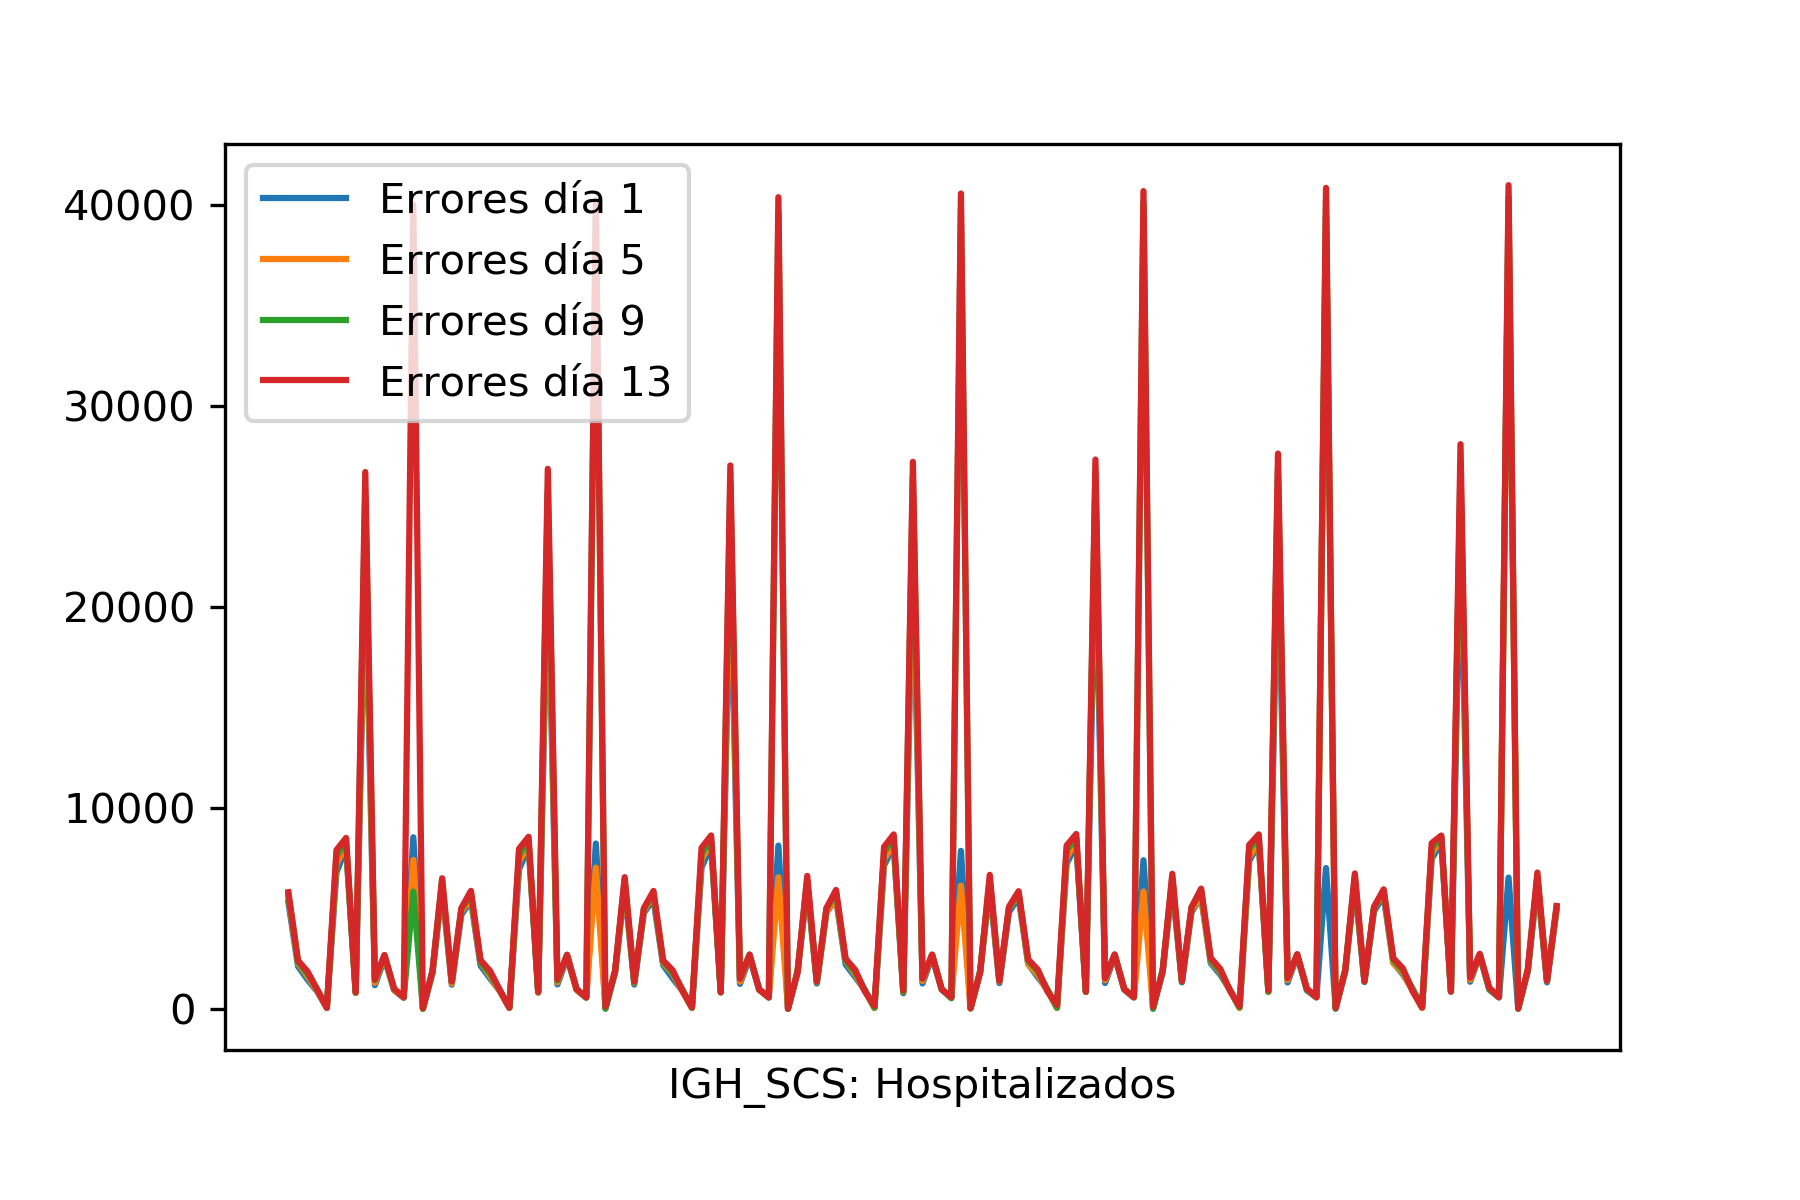 40000
30000
20000
10000
0
Errores día 1
Errores día 5
Errores día 9
Errores día 13
IGH_SCS: Hospitalizados